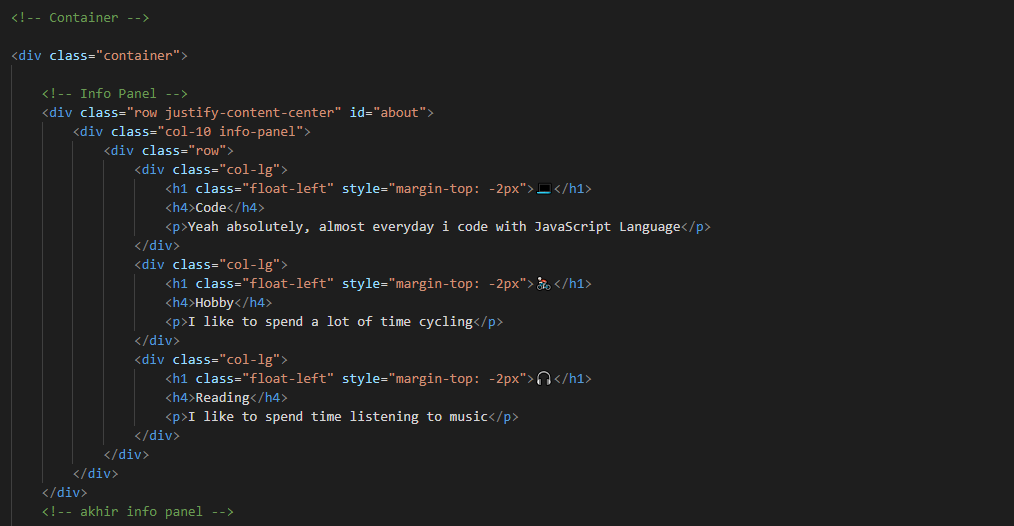 <!-- Container -->
<div class="container">
<!-- Info Panel -->
<div class="row justify-content-center" id="about">
<div class="col-10 info-panel">
<div class="row">
<div class="col-lg">
<h1 class="float-left" style="margin-top: -2px">💻</h1>
<h4>Code</h4>
<p>Yeah absolutely, almost everyday i code with JavaScript Language</p>
</div>
<div class="col-lg">
<h1 class="float-left" style="margin-top: -2px">🚴</h1>
<h4>Hobby</h4>
<p>I like to spend a lot of time cycling</p>
</div>
<div class="col-lg">
<h1 class="float-left" style="margin-top: -2px">🎧</h1>
<h4>Reading</h4>
<p>I like to spend time listening to music</p>
</div>
</div>
</div>
</div>
<!-- akhir info panel -->